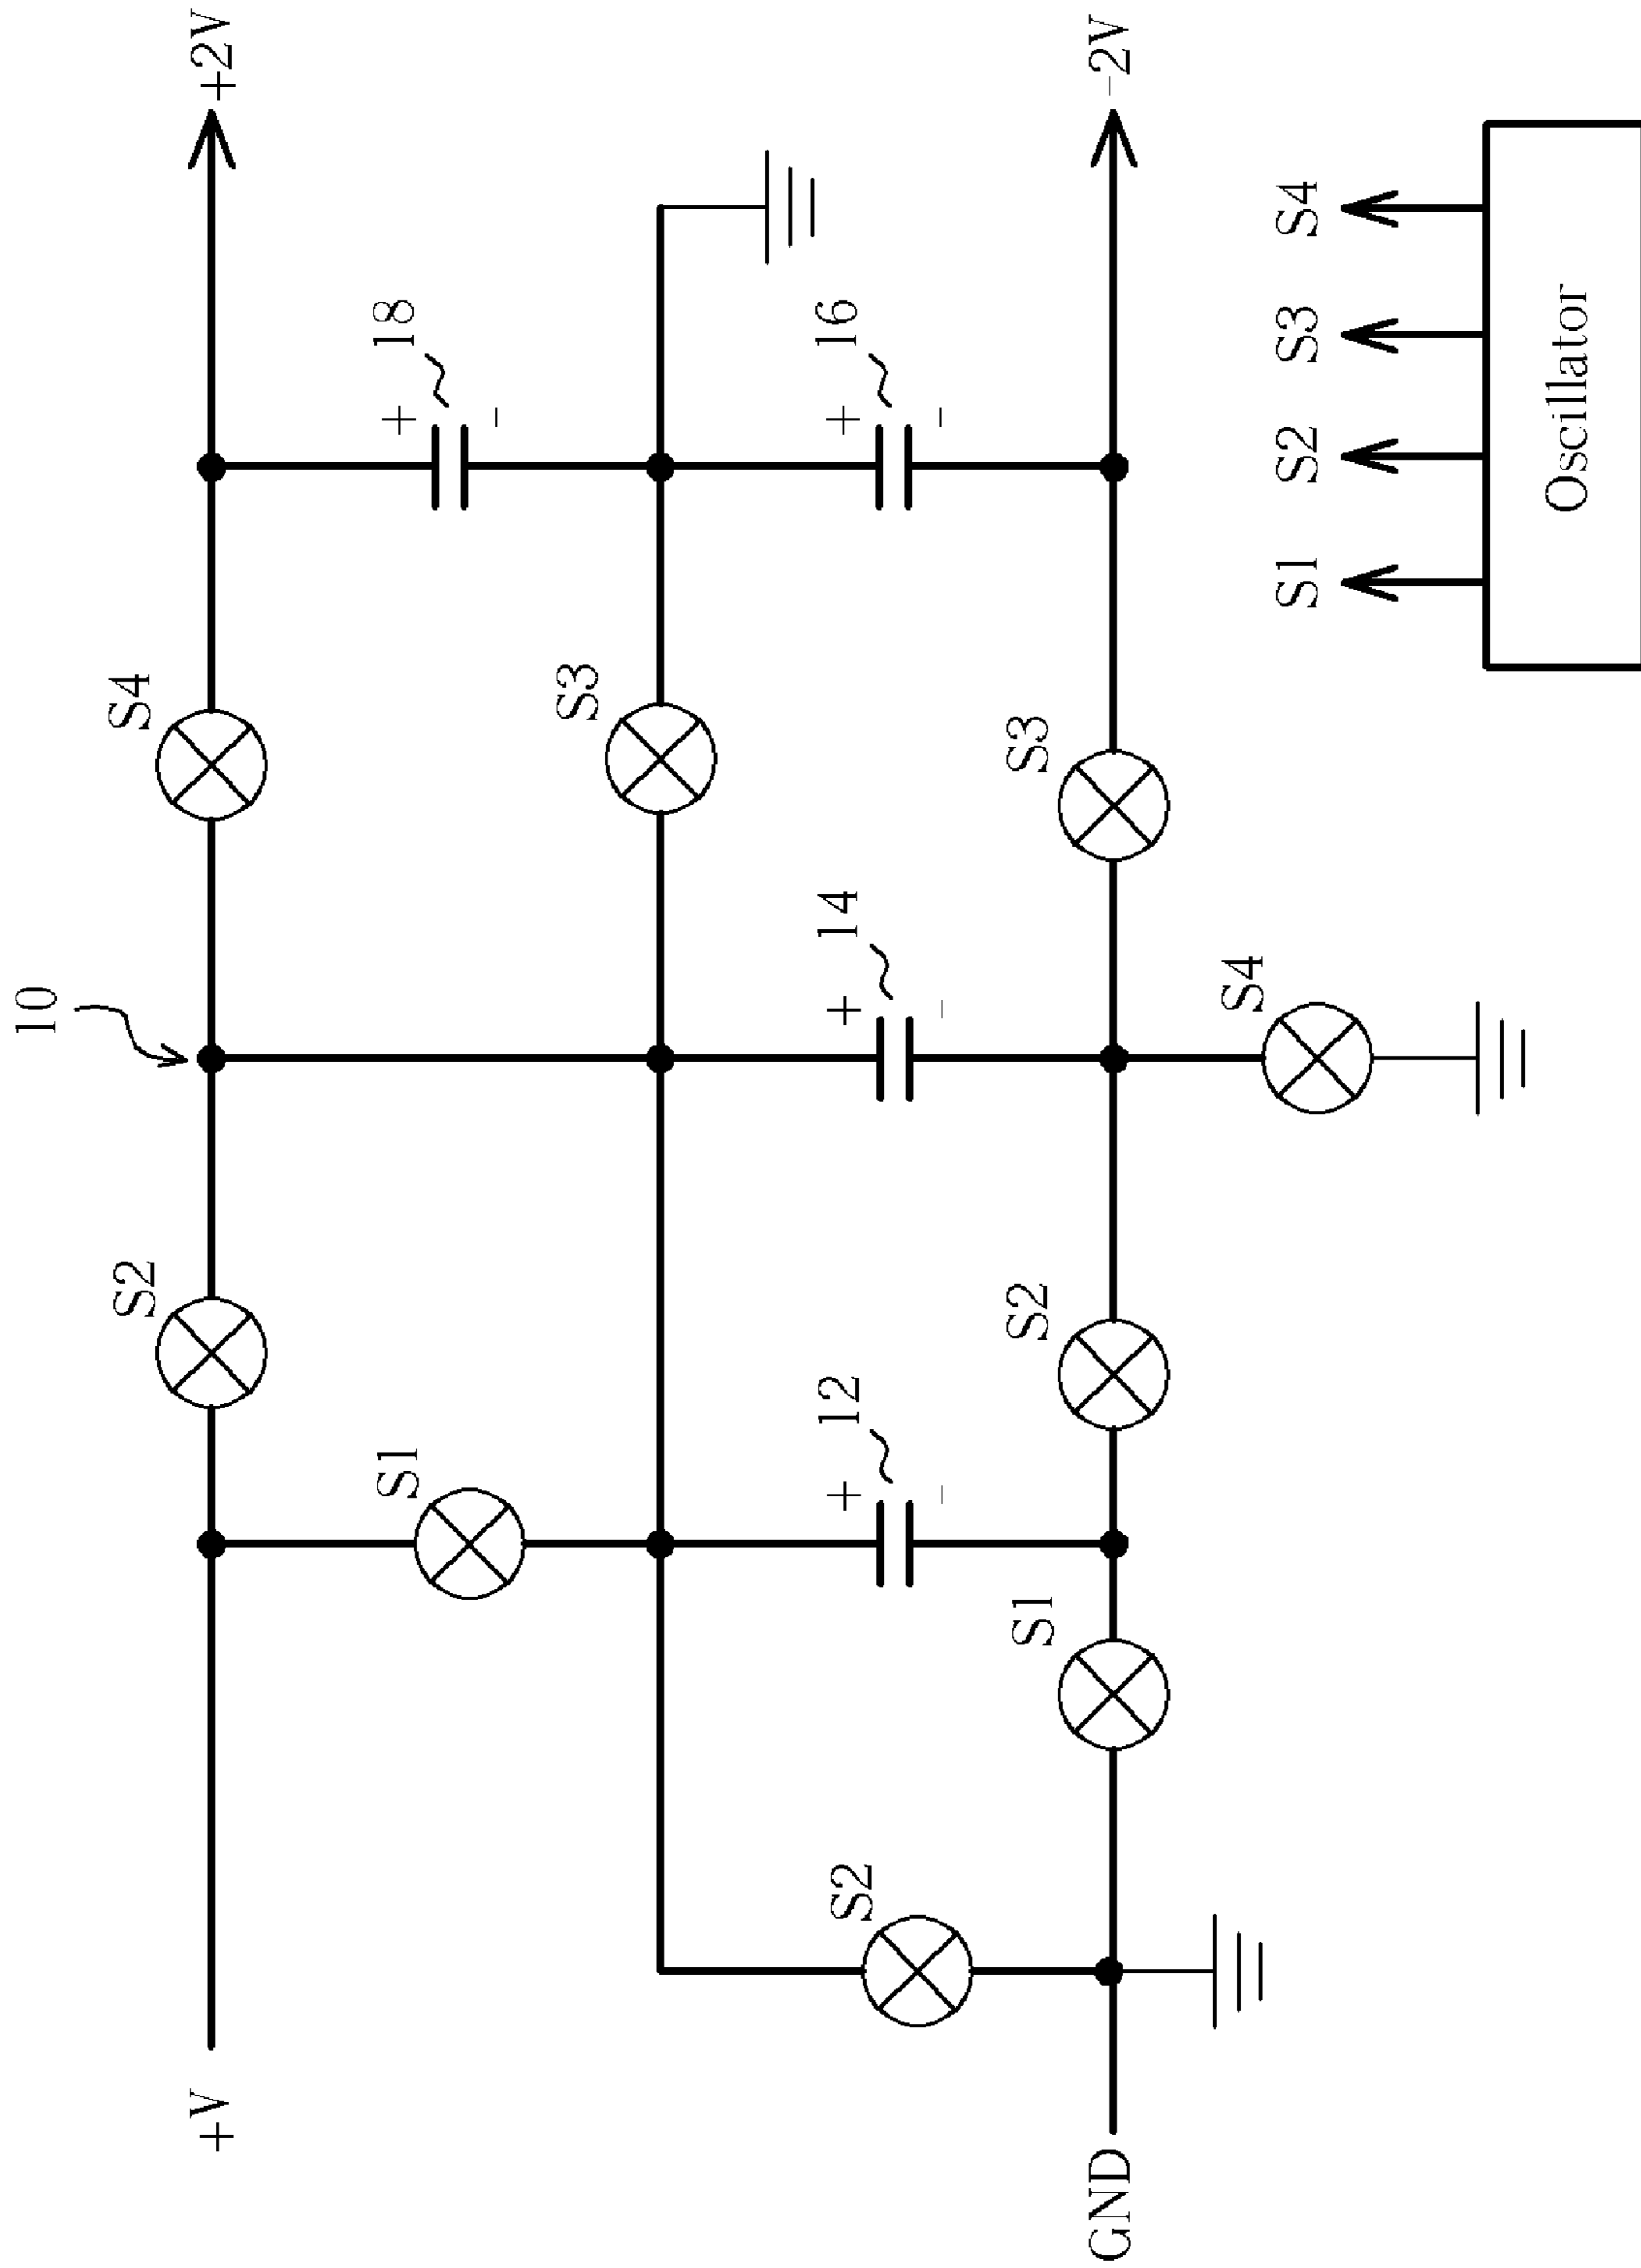 10
+V
S2
S4
+2V
S1
18
S3
S2
12
14
16
GND
S1
S2
S3
-2V
S4
S1
S2
S3
S4
Oscillator
+
-
+
-
+
-
+
-